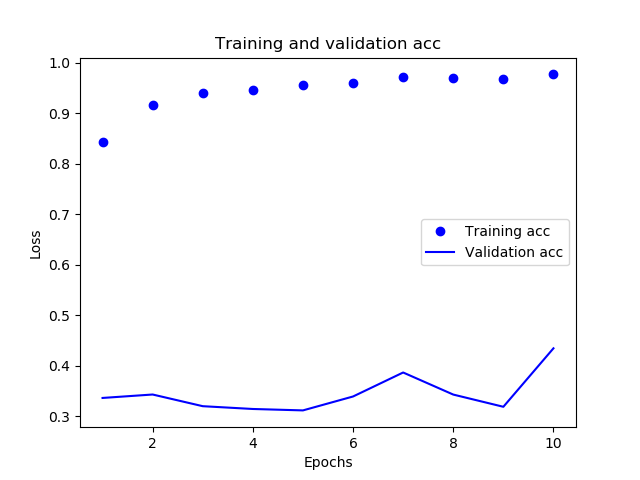 Training and validation acc
1.0
0.9
0.8
0.7
0.6
0.5
0.4
0.3
Loss
Training acc
Validation acc
2 4 6 8 10
Epochs